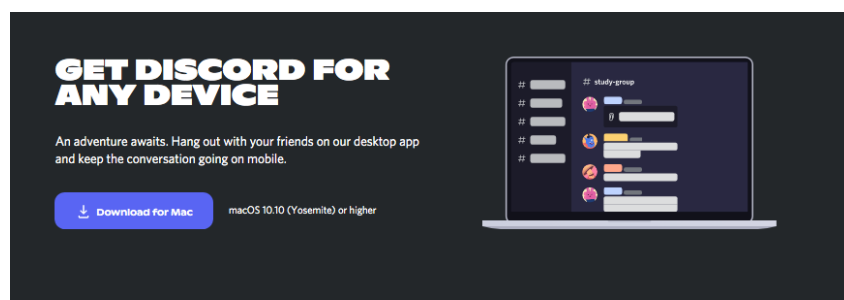 GET DISCORD FOR
ANY DEVICE
An adventure awaits. Hang out with your friends on our desktop app
and keep the conversation going on mobile.
Download for Mac
macOS 10.10 (Yosemite) or higher
# study-group
#
#
#
#
#